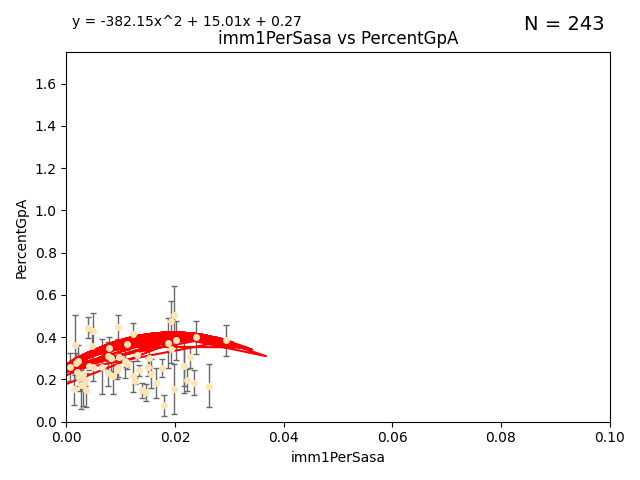 y = -382.15x^2 + 15.01x + 0.27
N = 243
imm1PerSasa vs PercentGpA
PercentGpA
1.6
1.4
1.2
1.0
0.8
0.6
0.4
0.2
0.0
0.00 0.02 0.04 0.06 0.08 0.10
imm1PerSasa